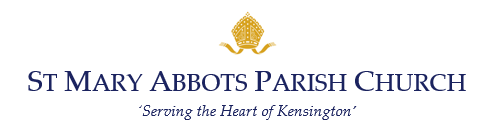 ST MARY ABBOTS PARISH CHURCH
´Serving the Heart of Kensington´